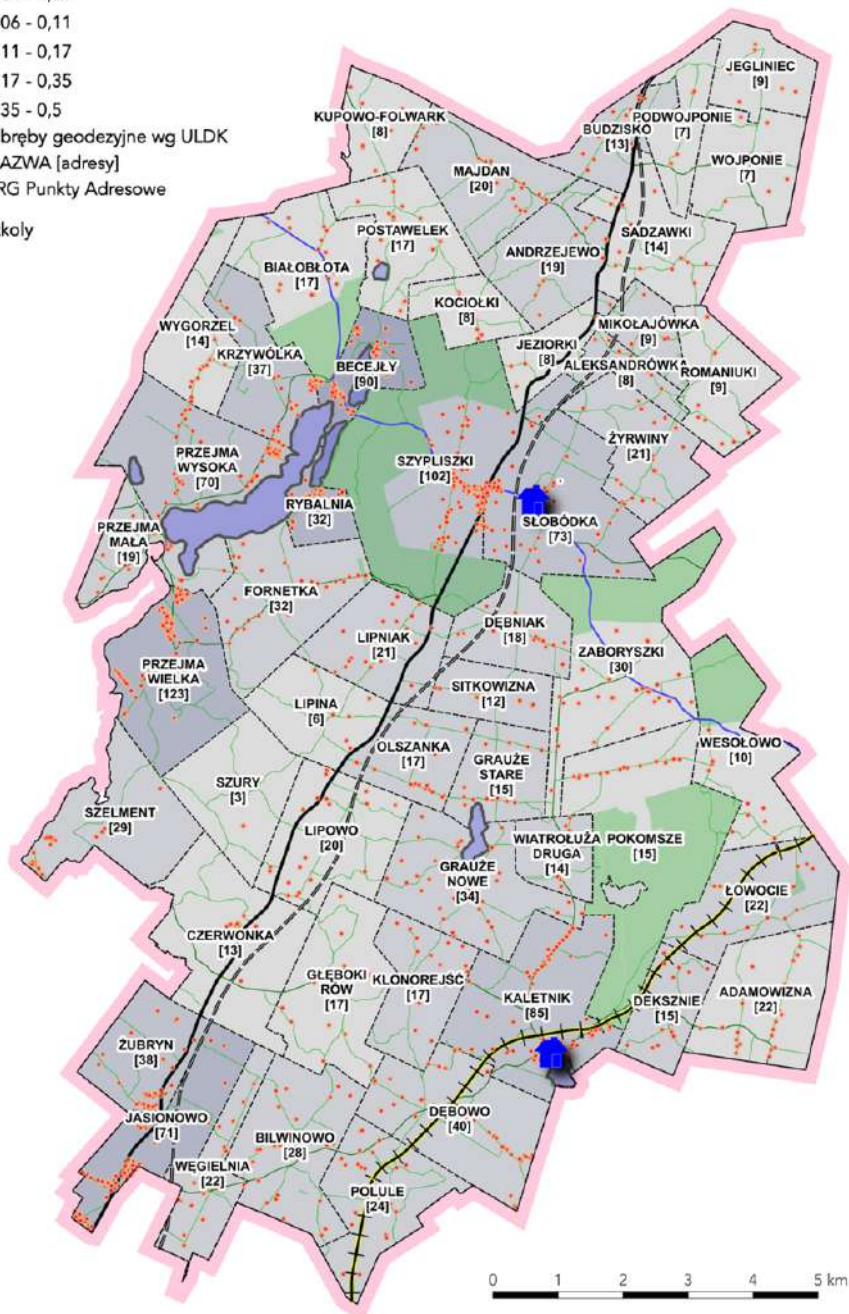 06 - 0,11
11 - 0,17
17 - 0,35
35 - 0,5
bręby geodezyjne wg ULDK
AZWA [adresy]
RG Punkty Adresowe
koly
JEGLINIEC
[9]
KUPOWO-FOLWARK
[8]
PODWOJPONIE
[7]
BUDZISKO
[13]
MAJDAN
[20]
WOJPONIE
[7]
POSTAWELEK
[17]
SADZAWKI
[14]
ANDRZEJEWO
[19]
BIAŁOBŁOTA
[17]
KOCIOŁKI
[8]
WYGORZEL
[14]
MIKOŁAJÓWKA
[9]
JEZIORKI
[8]
KRZYWÓLKA
[37]
BECEJŁY
[90]
ALEKSANDRÓWKA
[8]
ROMANIUKI
[9]
ŻYRWINY
[21]
PRZEJMA
WYSOKA
[70]
SZYPLISZKI
[102]
RYBALNIA
[32]
SŁOBÓDKA
[73]
PRZEJMA
MAŁA
[19]
FORNETKA
[32]
DĘBNIAK
[18]
LIPNIAK
[21]
ZABORYSZKI
[30]
PRZEJMA
WIELKA
[123]
SITKOWIZNA
[12]
LIPINA
[6]
OLSZANKA
[17]
WESOŁOWO
[10]
GRAUŻE
STARE
[15]
SZURY
[3]
SZELMENT
[29]
LIPOWO
[20]
WIATROŁUŻA
DRUGA
[14]
POKOMSZE
[15]
GRAUŻE
NOWE
[34]
ŁOWOCIE
[22]
CZERWONKA
[13]
GŁĘBOKI
RÓW
[17]
KLONOREJŚĆ
[17]
KALETNIK
[85]
DEKSZNIE
[15]
ADAMOWIZNA
[22]
ŻUBRYN
[38]
JASIONOWO
[71]
DĘBOWO
[40]
BILWINOWO
[28]
WĘGIELNIA
[22]
POLULE
[24]
0 1 2 3 4 5 km